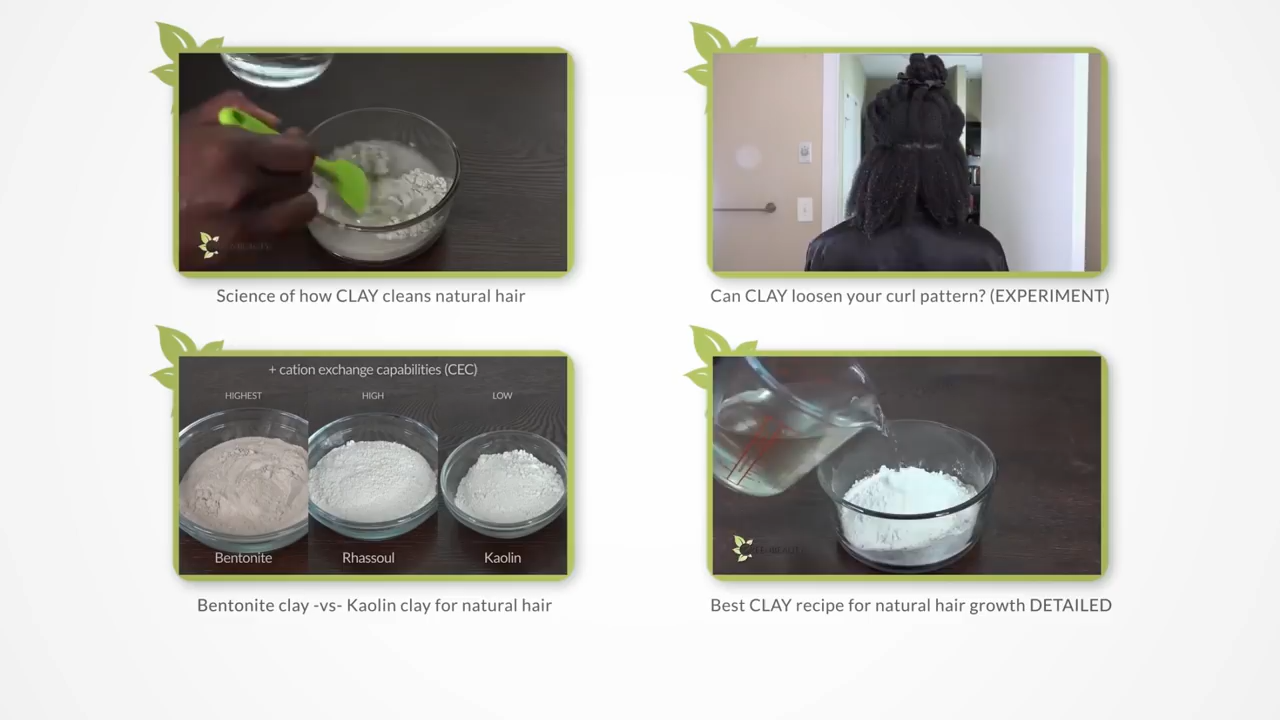 Science of how CLAY cleans natural hair
Can CLAY loosen your curl pattern? (EXPERIMENT)
+ cation exchange capabilities (CEC)
HIGHEST
HIGH
LOW
Bentonite
Rhassoul
Kaolin
Bentonite clay -vs- Kaolin clay for natural hair
Best CLAY recipe for natural hair growth DETAILED